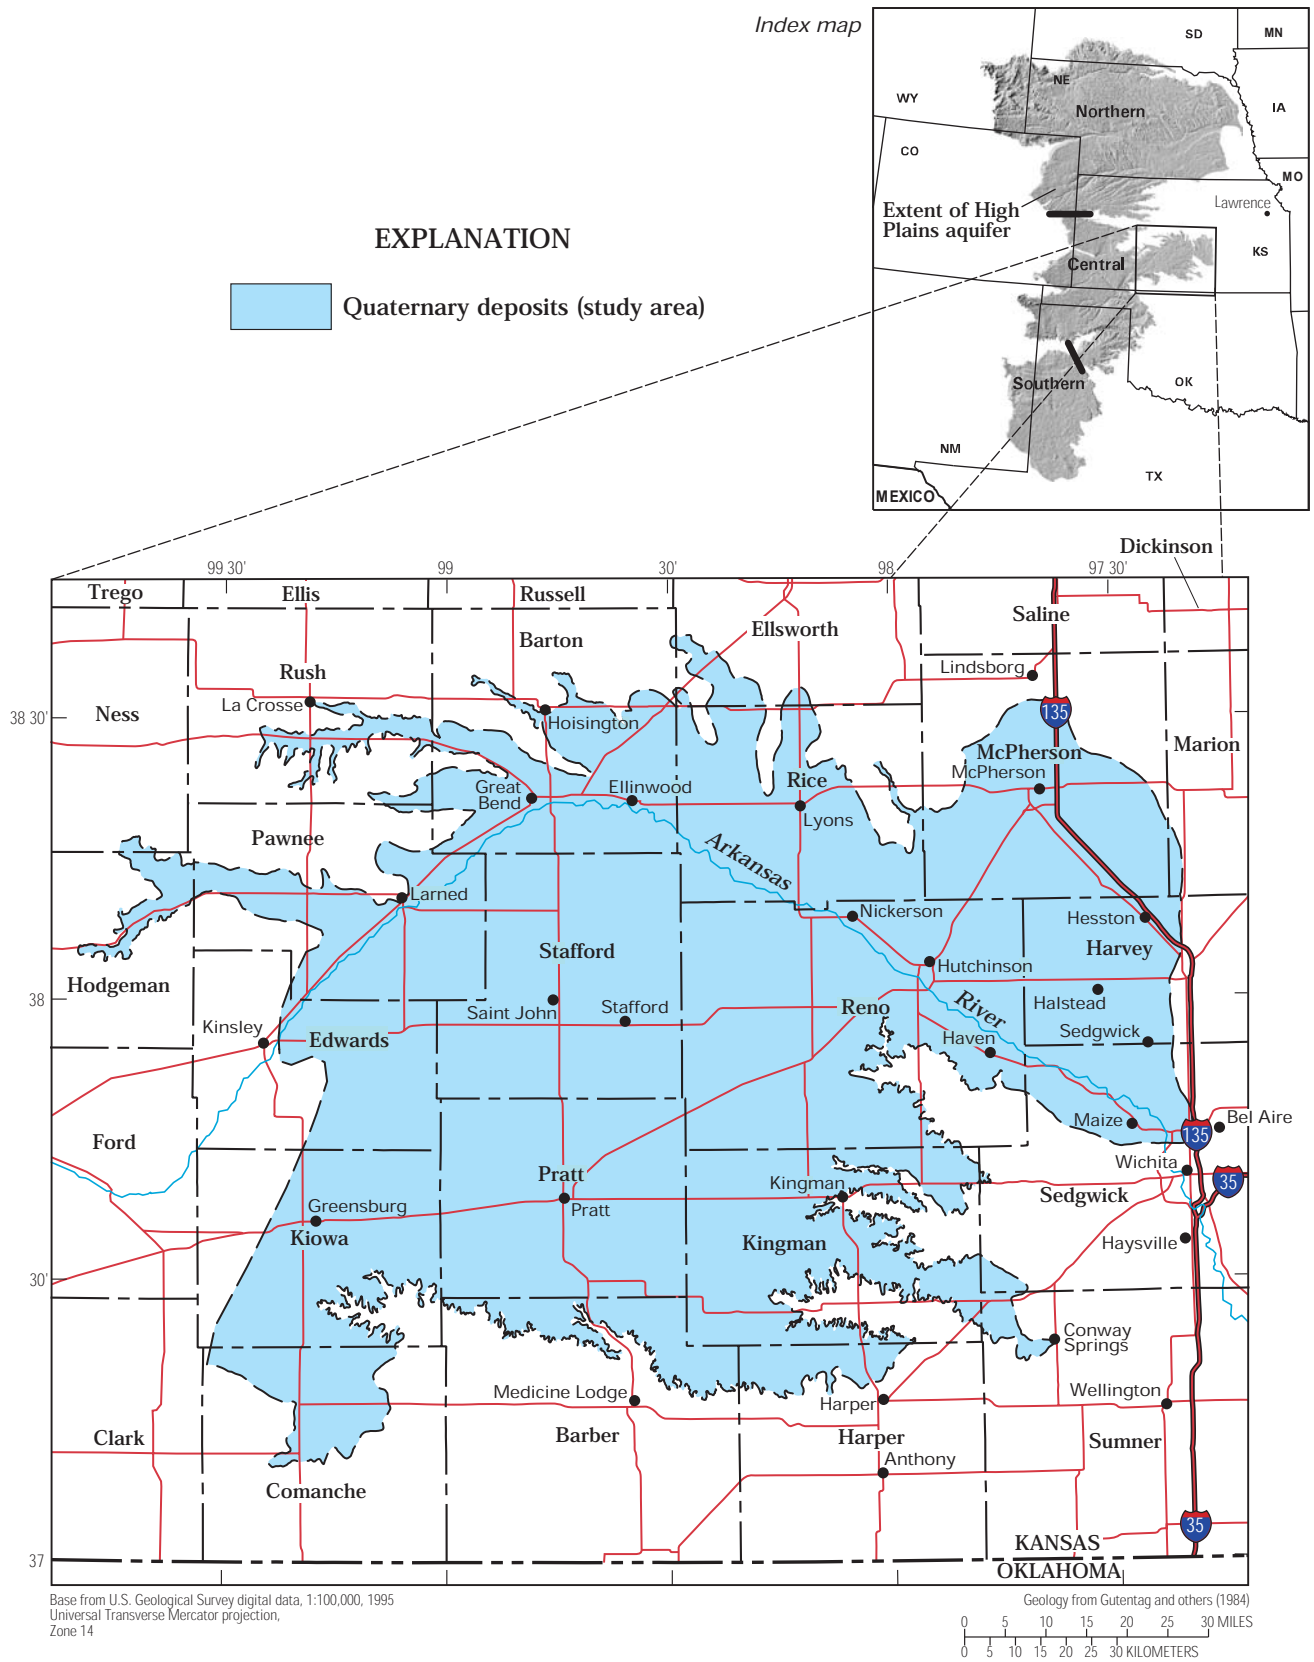 Index map
SD
MN
NE
WY
Northern
IA
CO
MO
Extent of High
Plains aquifer
Lawrence
KS
Central
Southern
OK
NM
TX
MEXICO
EXPLANATION
Quaternary deposits (study area)
Dickinson
99 30'
99
30'
98
97 30'
Trego
Ellis
Russell
Saline
Barton
Ellsworth
Rush
Lindsborg
La Crosse
38 30'
Ness
Hoisington
135
Marion
McPherson
McPherson
Rice
Great
Bend
Ellinwood
Lyons
Pawnee
Arkansas
Larned
Nickerson
Hesston
Stafford
Harvey
Hutchinson
Hodgeman
38
Saint John
Stafford
Reno
River
Halstead
Kinsley
Edwards
Haven
Sedgwick
Ford
Maize
135
Bel Aire
Wichita
Pratt
Kingman
35
Greensburg
Pratt
Sedgwick
Kiowa
Kingman
Haysville
30'
Conway
Springs
Medicine Lodge
Harper
Wellington
Clark
Barber
Harper
Sumner
Anthony
Comanche
35
KANSAS
37
OKLAHOMA
Base from U.S. Geological Survey digital data, 1:100,000, 1995
Universal Transverse Mercator projection,
Zone 14
Geology from Gutentag and others (1984)
0 5 10 15 20 25 30 MILES
0 5 10 15 20 25 30 KILOMETERS